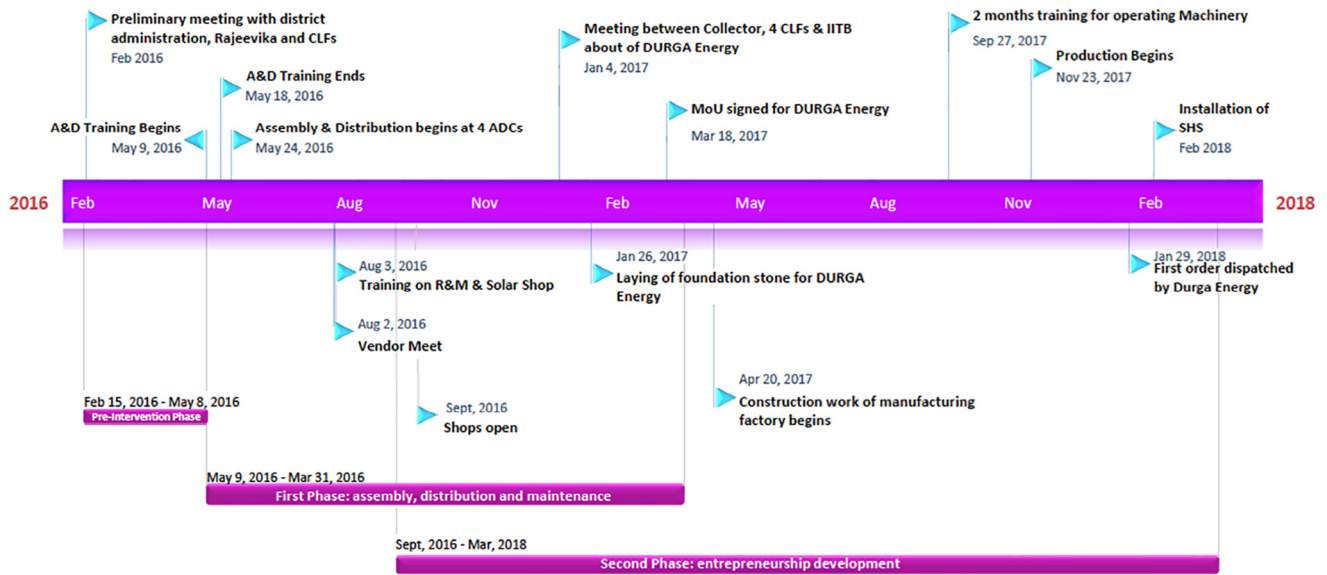 Preliminary meeting with district
administration, Rajeevika and CLFs
Feb 2016
A&D Training Ends
May 18, 2016
A&D Training Begins
May 9, 2016
Assembly & Distribution begins at 4 ADCs
May 24, 2016
Meeting between Collector, 4 CLFs & IITB
about of DURGA Energy
Jan 4, 2017
MoU signed for DURGA Energy
Mar 18, 2017
2 months training for operating Machinery
Sep 27, 2017
Production Begins
Nov 23, 2017
Installation of
SHS
Feb 2018
2016 Feb May Aug Nov Feb May Aug Nov Feb 2018
Aug 3, 2016
Training on R&M & Solar Shop
Aug 2, 2016
Vendor Meet
Jan 26, 2017
Laying of foundation stone for DURGA
Energy
Jan 29, 2018
First order dispatched
by Durga Energy
Apr 20, 2017
Construction work of manufacturing
factory begins
Sept, 2016
Shops open
Feb 15, 2016 - May 8, 2016
Pre-Intervention Phase
May 9, 2016 - Mar 31, 2016
First Phase: assembly, distribution and maintenance
Sept, 2016 - Mar, 2018
Second Phase: entrepreneurship development